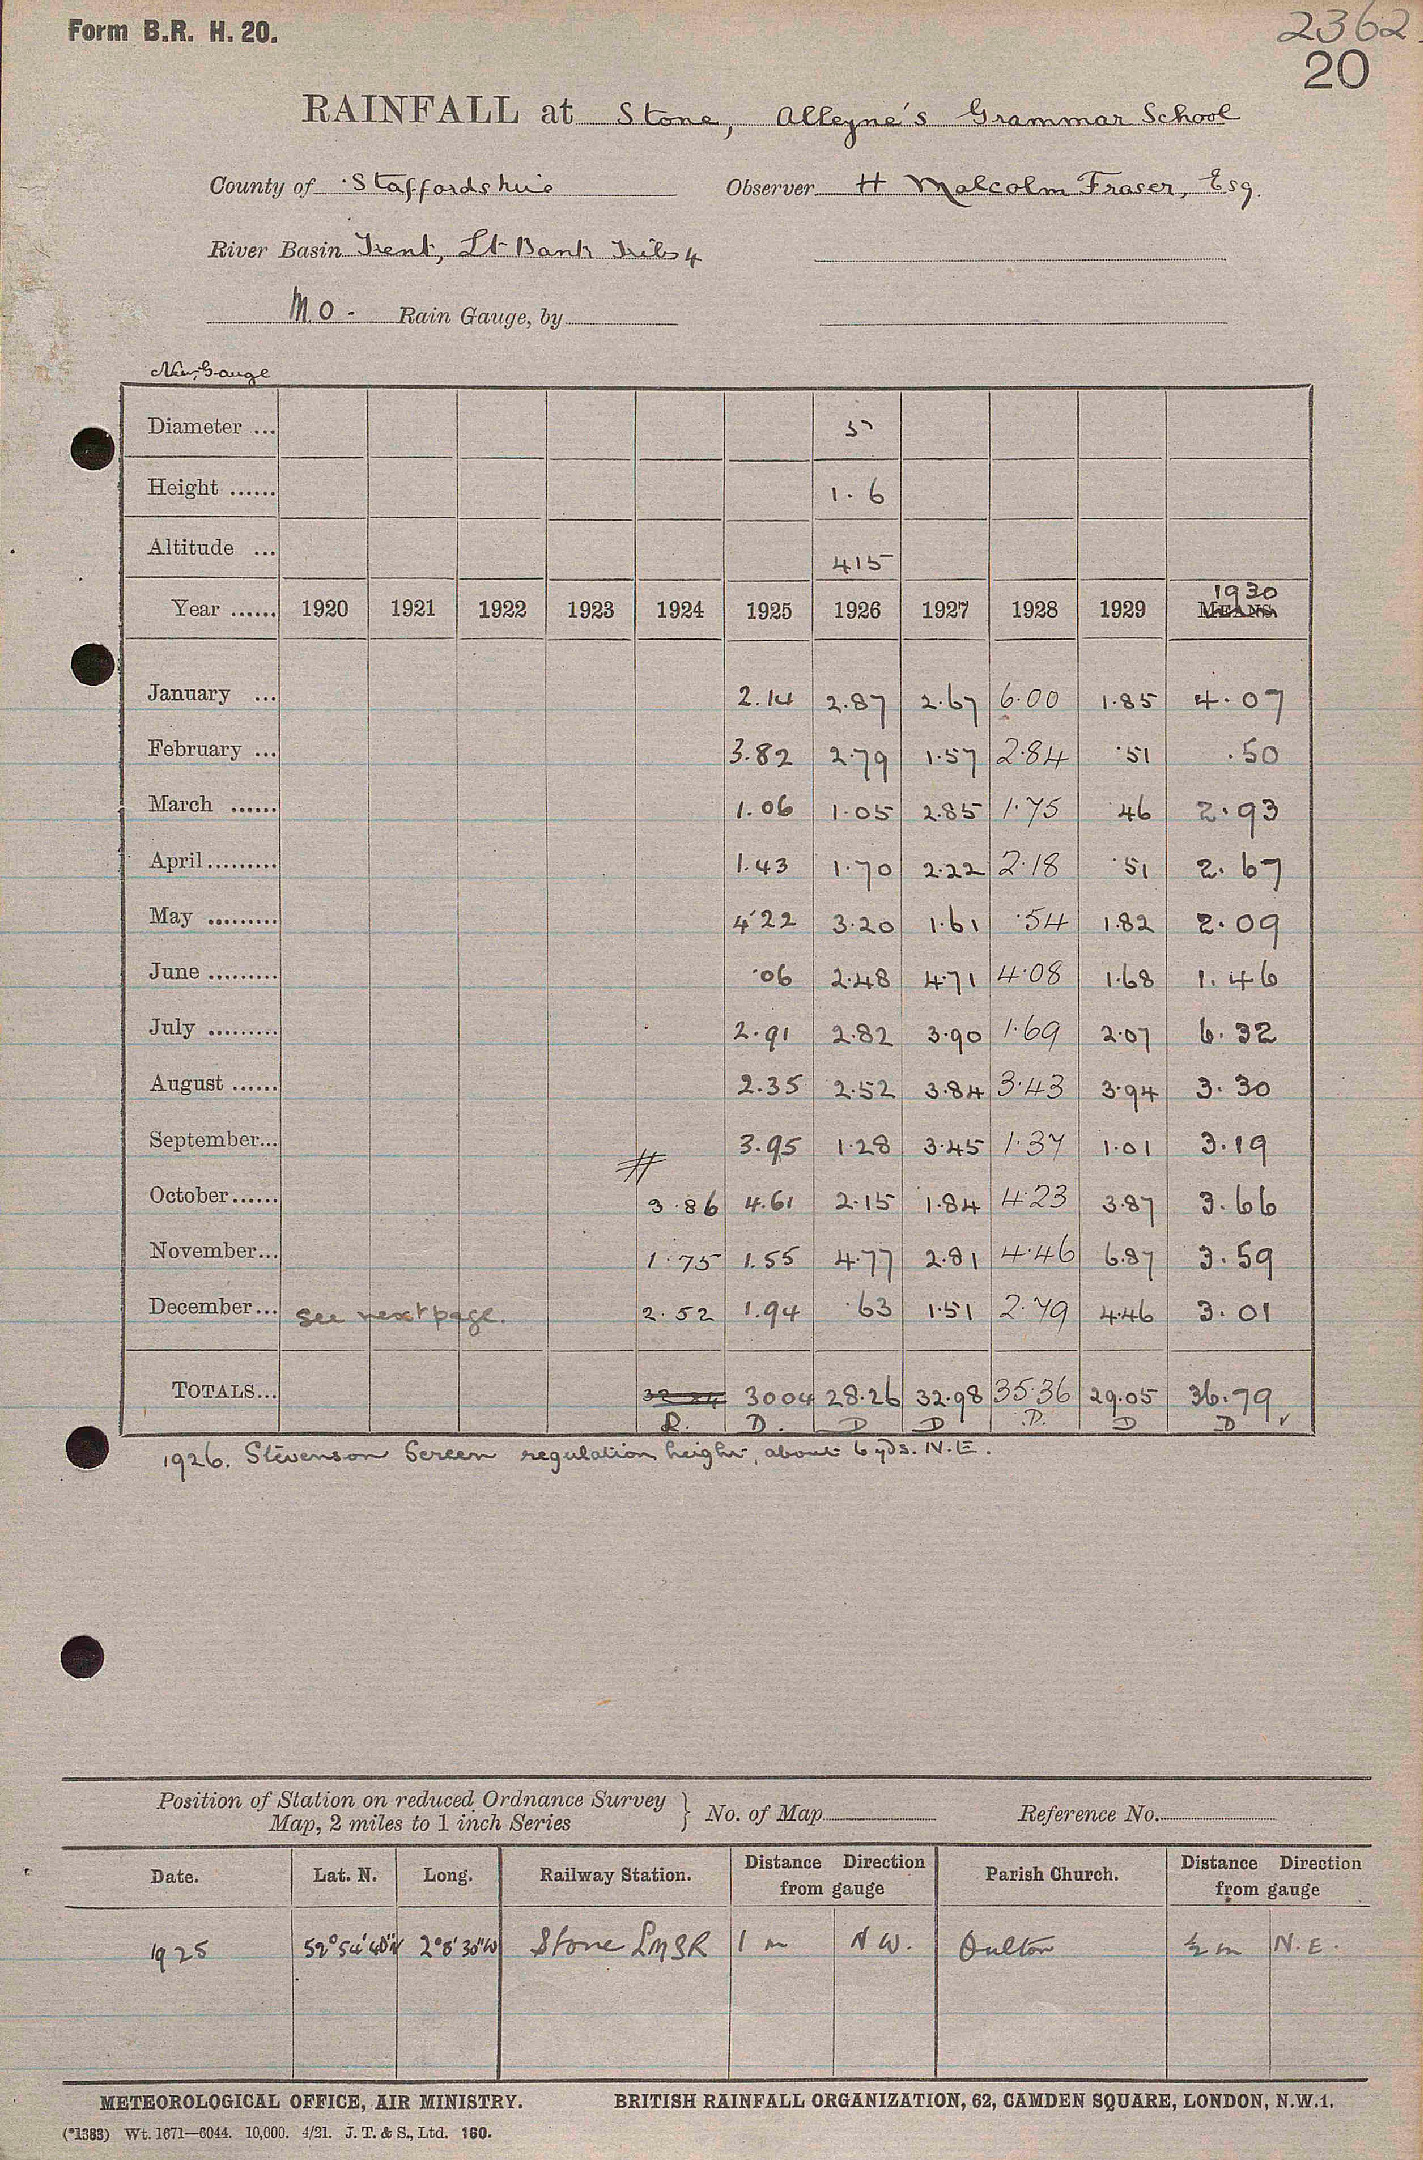 Form B.R. H. 20.
2362
20
RAINFALL at Stone, Alleyne's Grammar School
County of Staffordshire Observer H Malcolm Fraser, Esq.
River Basin Trent, Lt Bank Tribs 4
M.O - Rain Gauge, by
New Gauge
Diameter ... 5
Height ...... 1.6
Altitude ... 415
1930
Year ...... 1920 1921 1922 1923 1924 1925 1926 1927 1928 1929 MEANS
January ... 2.14 2.87 2.67 6.00 1.85 4.07
February ... 3.82 2.79 1.57 2.84 .51 .50
March ...... 1.06 1.05 2.85 1.75 46 2.93
April......... 1.43 1.70 2.22 2.18 .51 2.67
May ......... 4.22 3.20 1.61 .54 1.82 2.09
June ......... .06 2.48 4.71 4.08 1.68 1.46
July ......... 2.91 2.82 3.90 1.69 2.07 6.32
August ...... 2.35 2.52 3.84 3.43 3.94 3.30
September... 3.95 1.28 3.45 1.37 1.01 3.19
October...... 3.86 4.61 2.15 1.84 4.23 3.87 3.66
November... 1.75 1.55 4.77 2.81 4.46 6.87 3.59
December... see next page. 2.52 1.94 .63 1.51 2.79 4.46 3.01
TOTALS... 3004 28.26 32.98 35.36 29.05 36.79
R. D. D D D. D D ✓
1926. Stevenson Screen regulation height, about 6 yds. N.E.
Position of Station on reduced Ordnance Survey
Map, 2 miles to 1 inch Series } No. of Map Reference No.
Date. Lat. N. Long. Railway Station. Distance Direction from gauge Parish Church. Distance Direction from gauge
1925 52° 54' 40"N 2° 8' 30"W Stone LMSR 1 m N W. Oulton ½ m N.E.
METEOROLOGICAL OFFICE, AIR MINISTRY. BRITISH RAINFALL ORGANIZATION, 62, CAMDEN SQUARE, LONDON, N.W.1.
(*1383) Wt. 1671—6044. 10,000. 4/21. J. T. & S., Ltd. 160.